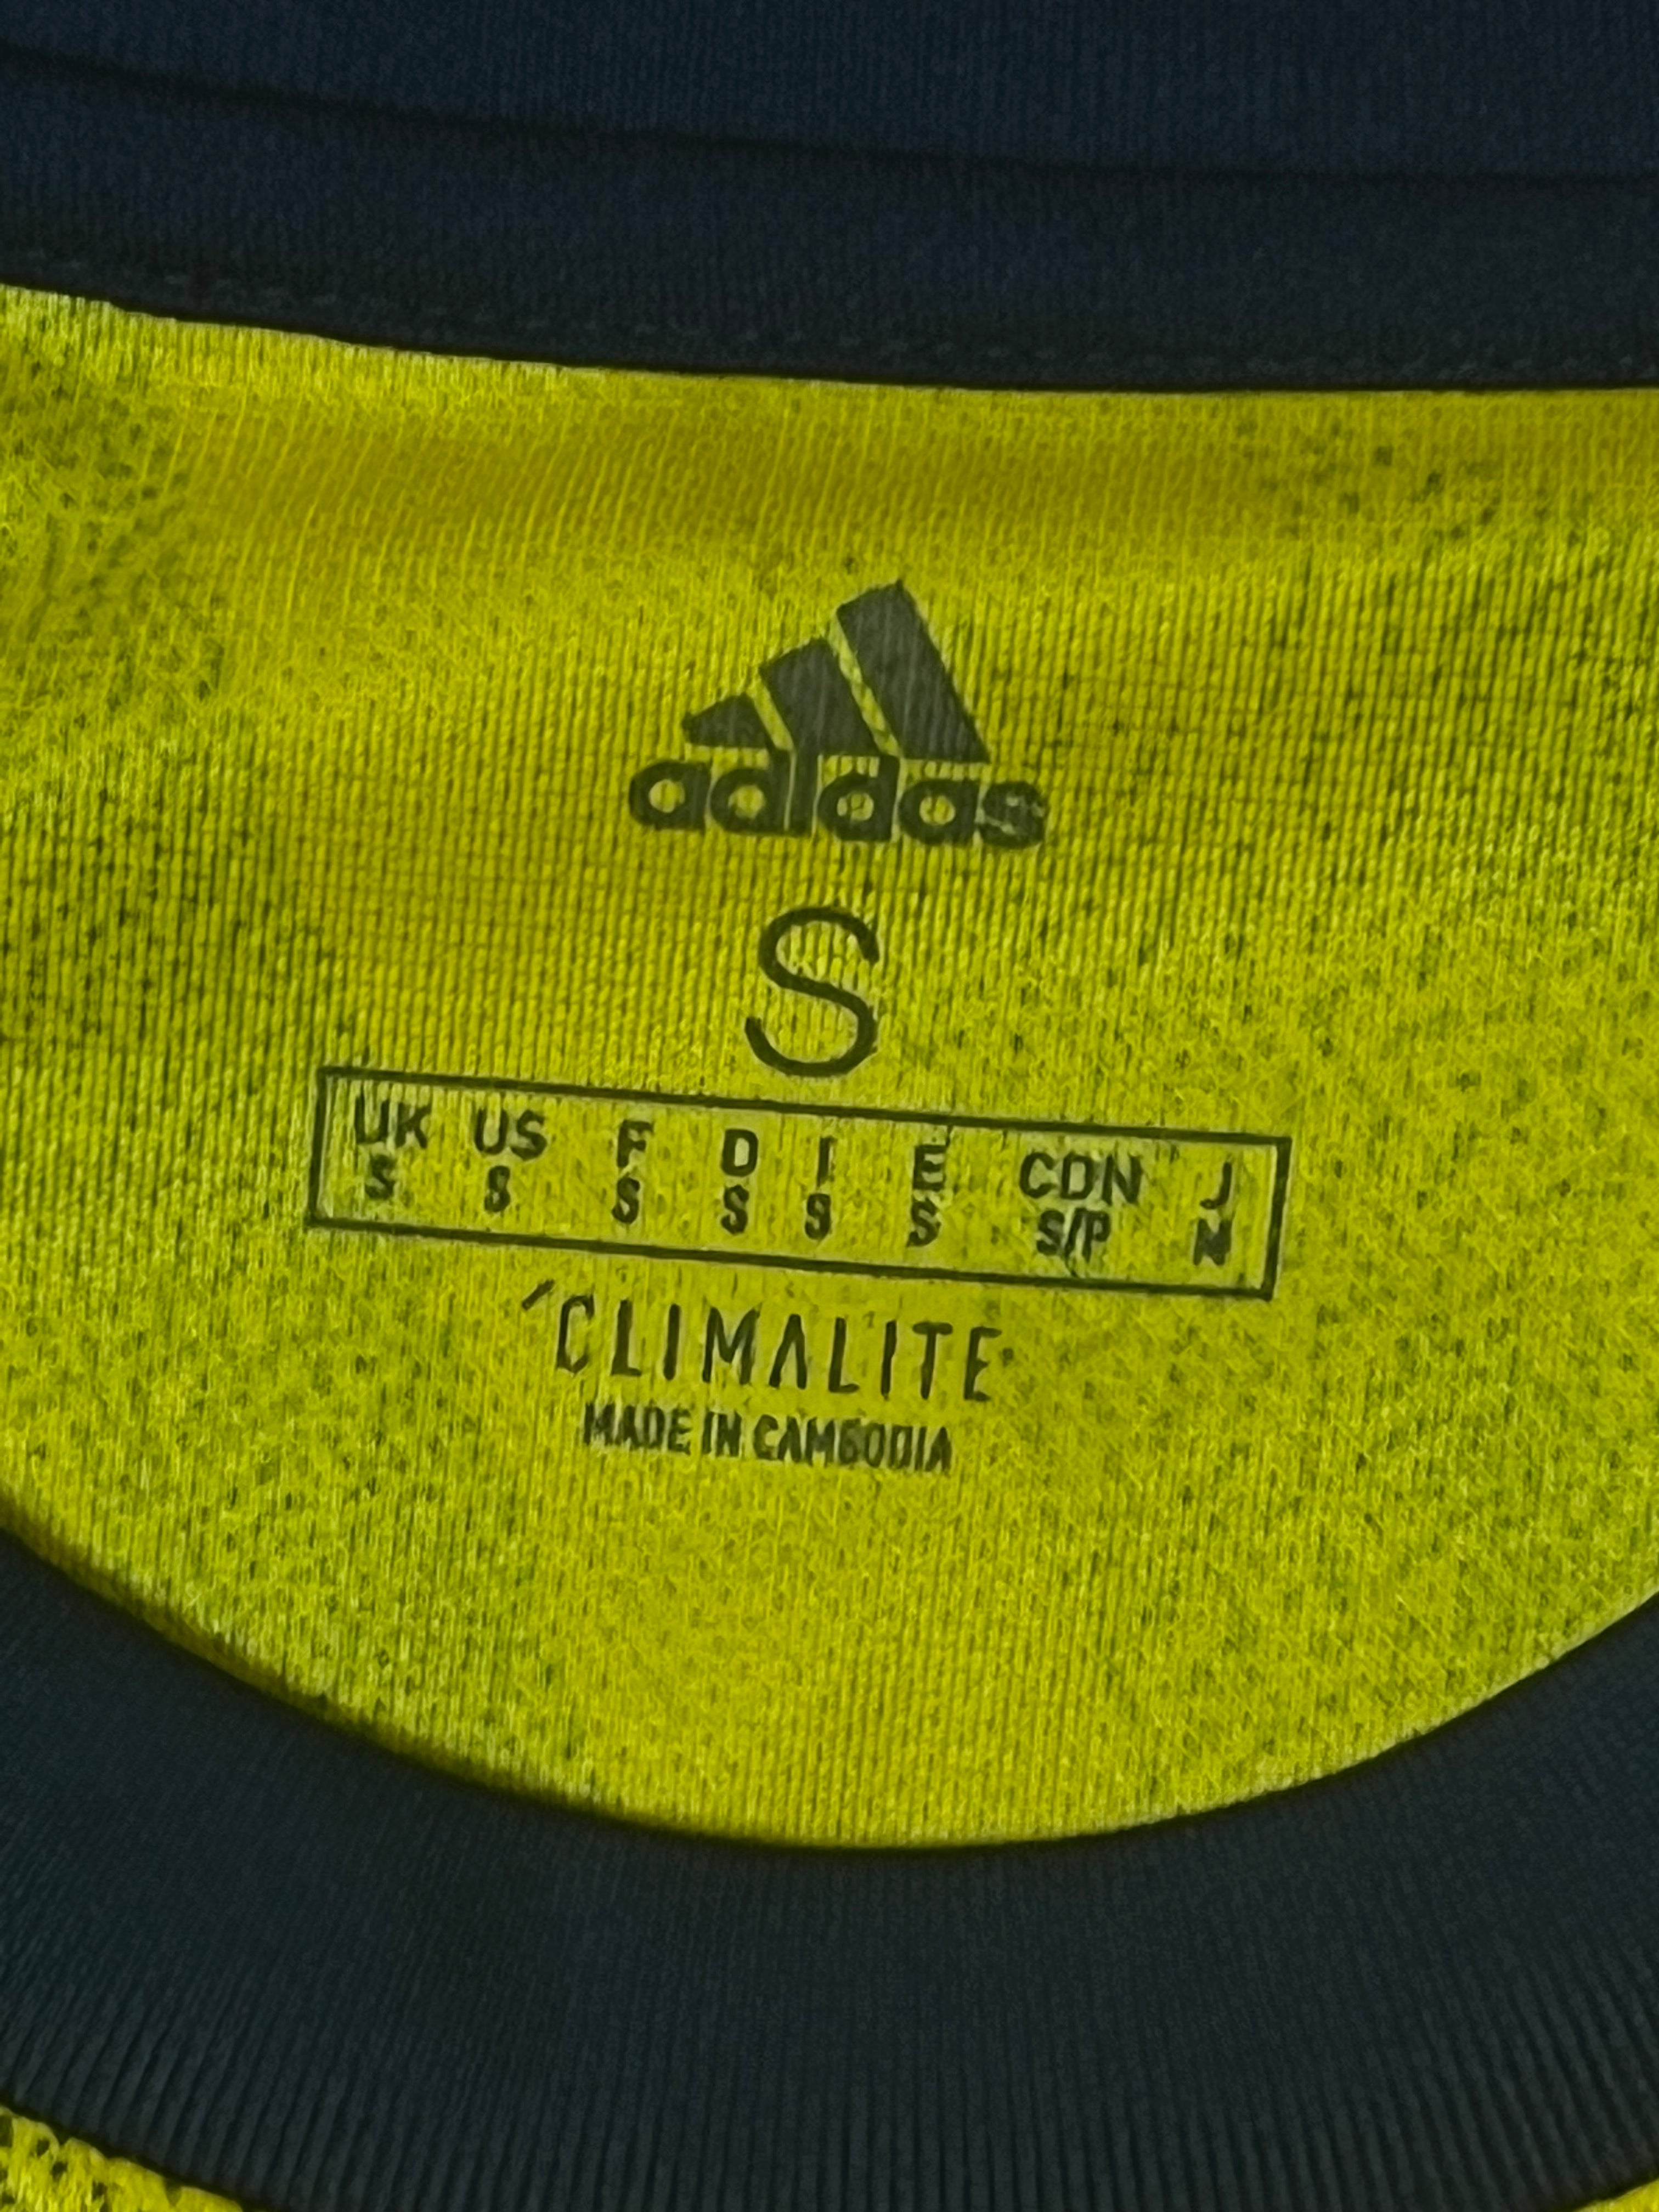 adidas
S
UK US F D I E CDN J
S S S S S S S/P N
´CLIMALITE
MADE IN CAMBODIA